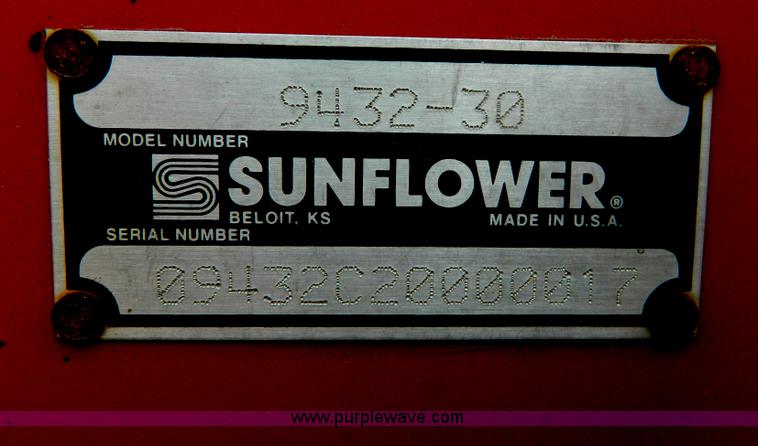 9432-30
MODEL NUMBER
SUNFLOWER®
BELOIT, KS MADE IN U.S.A.
SERIAL NUMBER
09432C20000017
www.purplewave.com